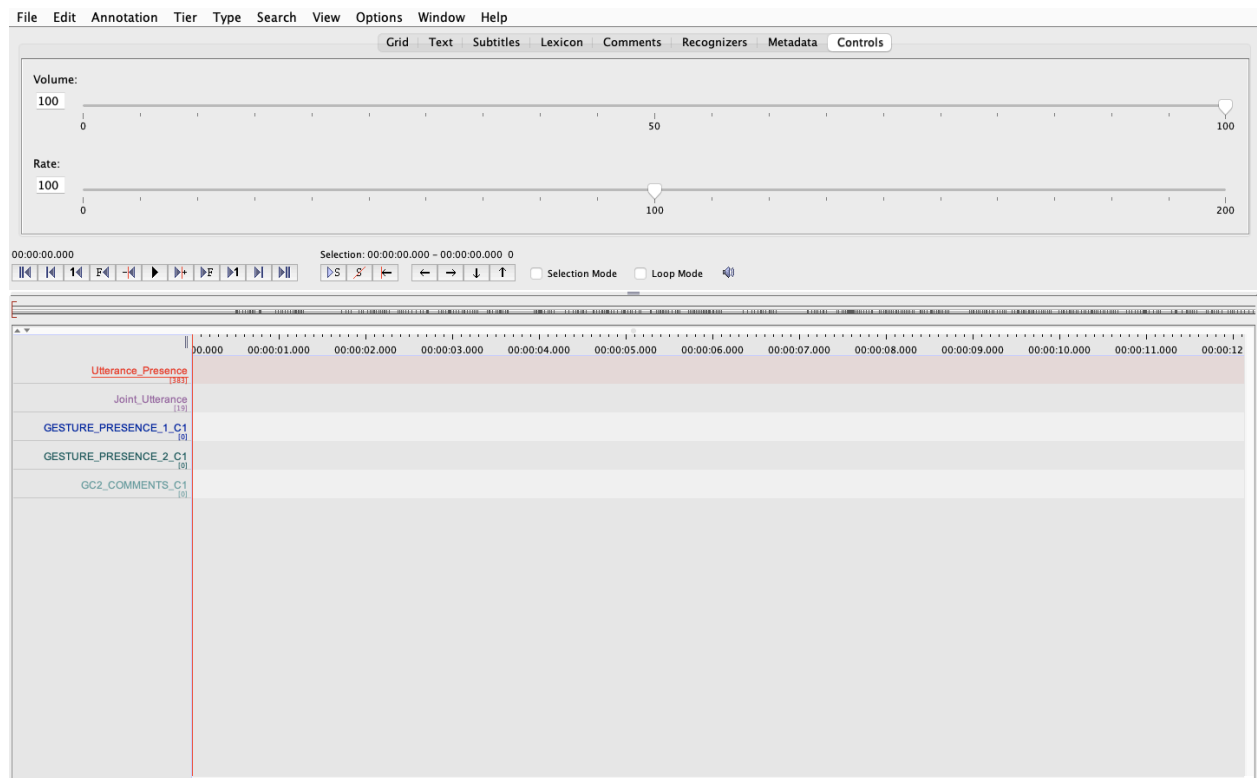 File Edit Annotation Tier Type Search View Options Window Help
Grid Text Subtitles Lexicon Comments Recognizers Metadata Controls
Volume:
100
0 50 100
Rate:
100
0 100 200
00:00:00.000 Selection: 00:00:00.000 - 00:00:00.000 0
1 F - + F 1 S S Selection Mode Loop Mode
00.000 00:00:01.000 00:00:02.000 00:00:03.000 00:00:04.000 00:00:05.000 00:00:06.000 00:00:07.000 00:00:08.000 00:00:09.000 00:00:10.000 00:00:11.000 00:00:12
Utterance_Presence
[383]
Joint_Utterance
[19]
GESTURE_PRESENCE_1_C1
[0]
GESTURE_PRESENCE_2_C1
[0]
GC2_COMMENTS_C1
[0]